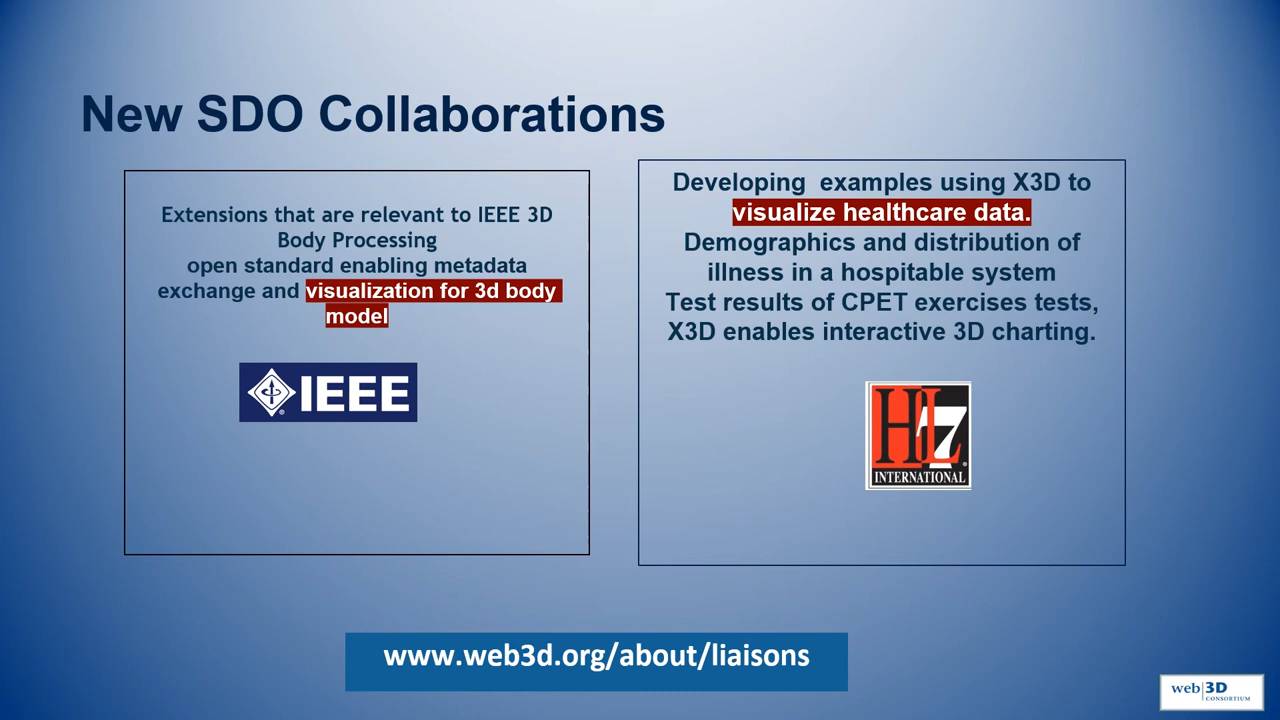 New SDO Collaborations
Extensions that are relevant to IEEE 3D
Body Processing
open standard enabling metadata
exchange and visualization for 3d body
model
IEEE
Developing examples using X3D to
visualize healthcare data.
Demographics and distribution of
illness in a hospitable system
Test results of CPET exercises tests,
X3D enables interactive 3D charting.
HL7
INTERNATIONAL
www.web3d.org/about/liaisons
web|3D
CONSORTIUM